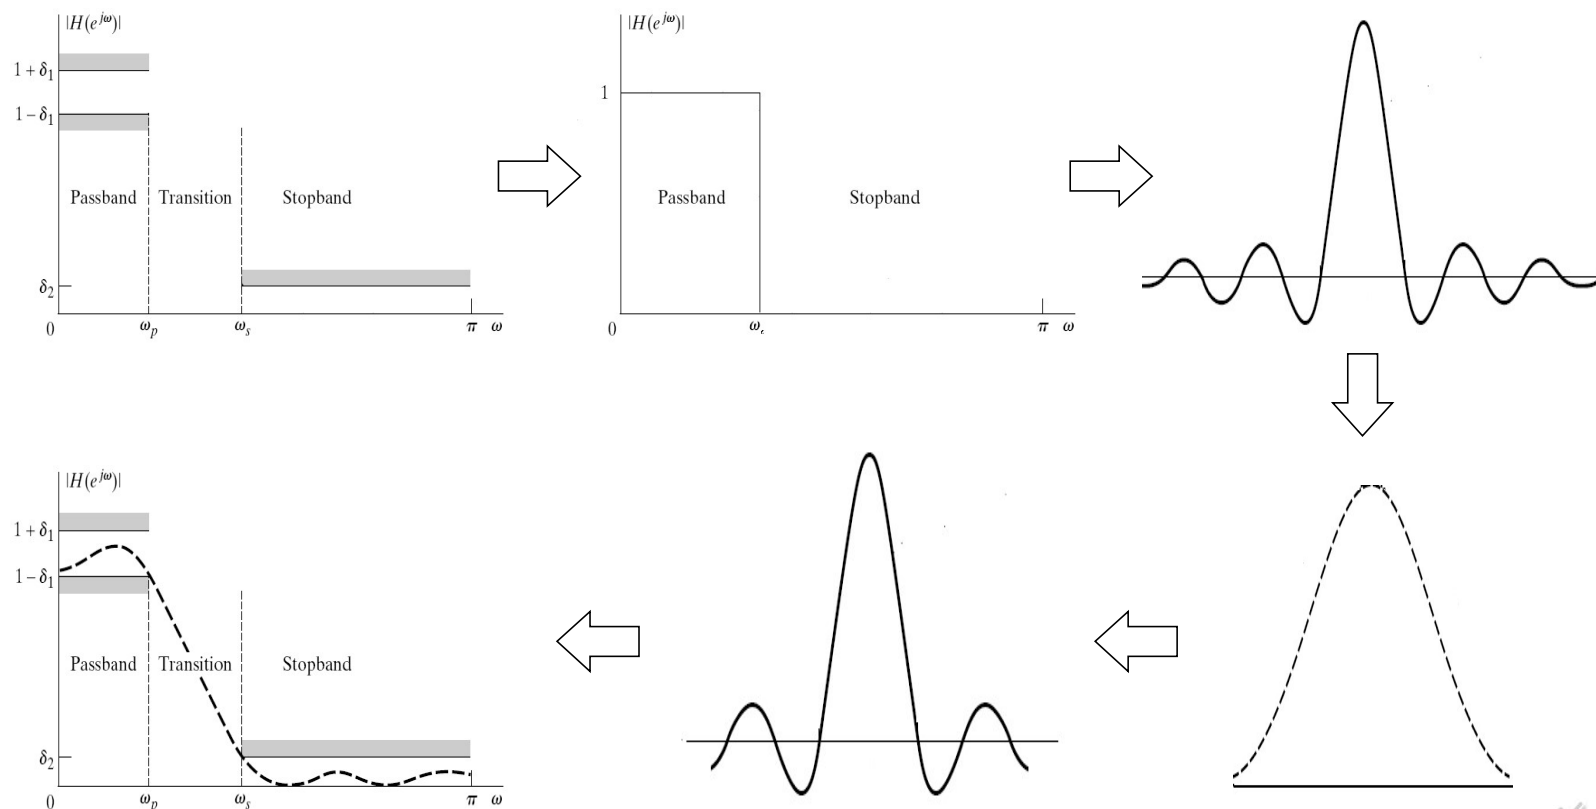 |H(e^{jω})|
1 + δ₁
1 − δ₁
Passband Transition Stopband
δ₂
0 ω_p ω_s π ω
|H(e^{jω})|
1
Passband Stopband
0 ω_c π ω
|H(e^{jω})|
1 + δ₁
1 − δ₁
Passband Transition Stopband
δ₂
0 ω_p ω_s π ω